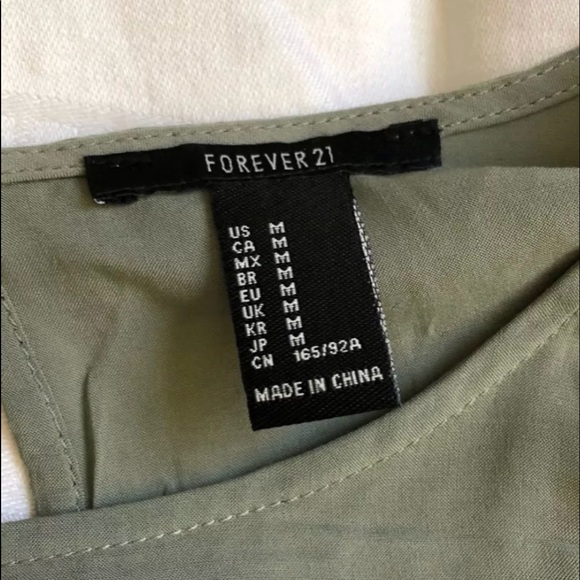 FOREVER 21
US M
CA M
MX M
BR M
EU M
UK M
KR M
JP M
CN 165/92A
MADE IN CHINA